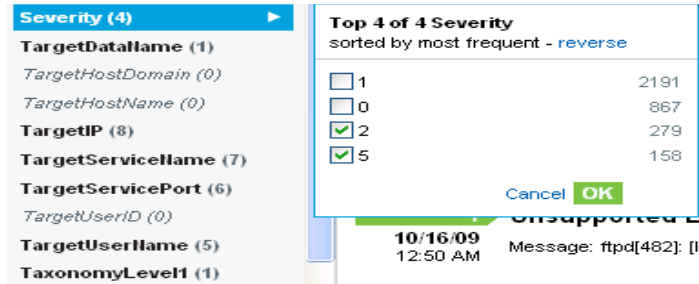 Severity (4)
TargetDataName (1)
TargetHostDomain (0)
TargetHostName (0)
TargetIP (8)
TargetServiceName (7)
TargetServicePort (6)
TargetUserID (0)
TargetUserName (5)
TaxonomyLevel1 (1)
Top 4 of 4 Severity
sorted by most frequent - reverse
1 2191
0 867
2 279
5 158
Cancel OK
Unsupported E
10/16/09
12:50 AM
Message: ftpd[482]: [I